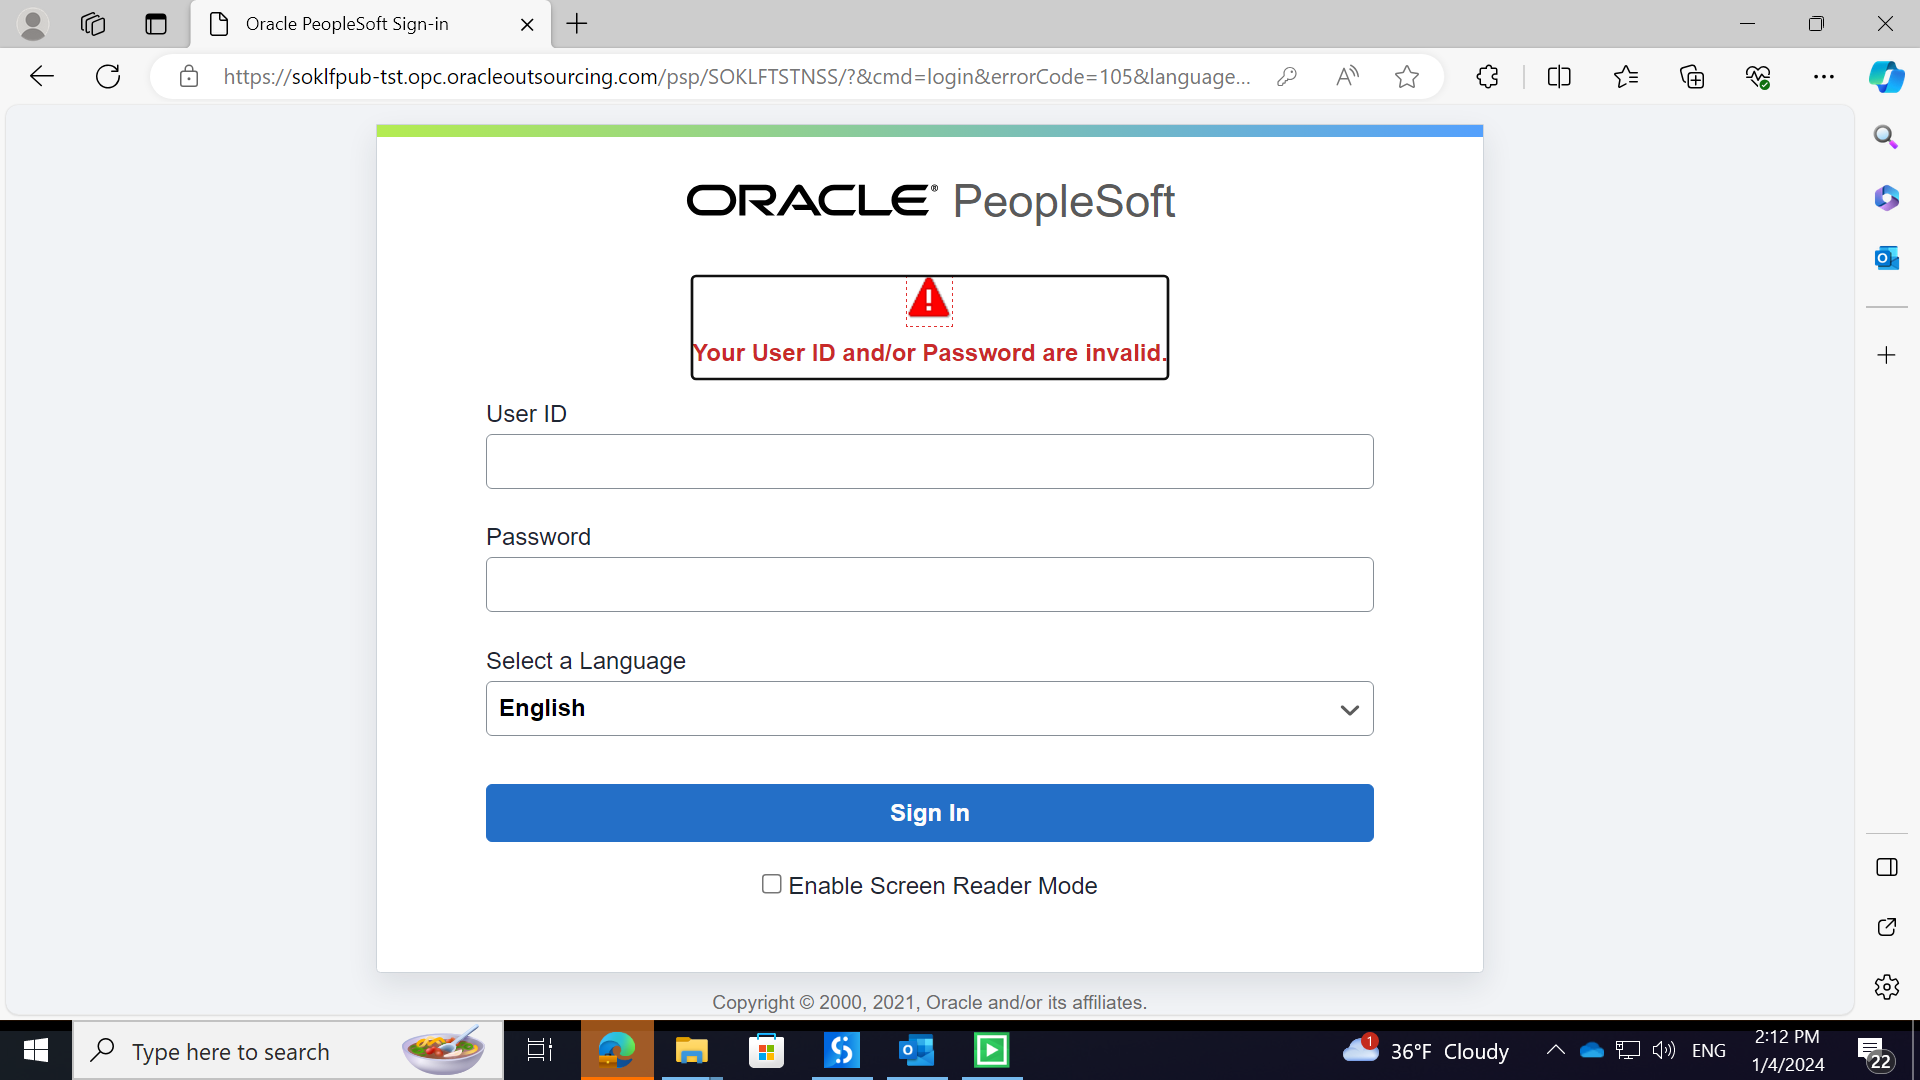 Oracle PeopleSoft Sign-in
https://soklfpub-tst.opc.oracleoutsourcing.com/psp/SOKLFTSTNSS/?&cmd=login&errorCode=105&language...
ORACLE® PeopleSoft
Your User ID and/or Password are invalid.
User ID
Password
Select a Language
English
Sign In
Enable Screen Reader Mode
Copyright © 2000, 2021, Oracle and/or its affiliates.
Type here to search
1
36°F Cloudy
ENG
2:12 PM
1/4/2024
22